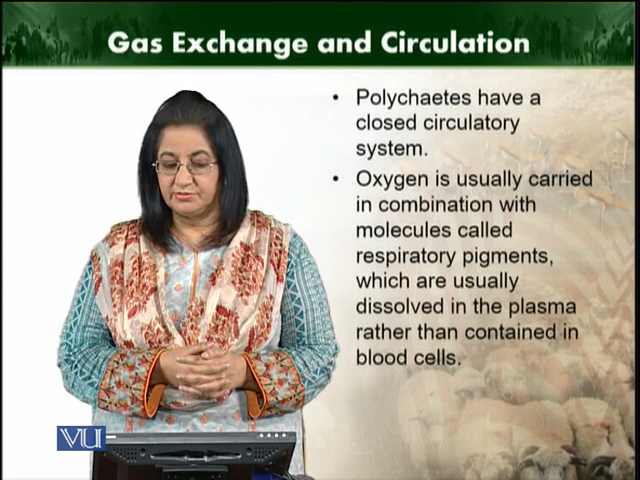 Gas Exchange and Circulation
• Polychaetes have a
closed circulatory
system.
• Oxygen is usually carried
in combination with
molecules called
respiratory pigments,
which are usually
dissolved in the plasma
rather than contained in
blood cells.
VU